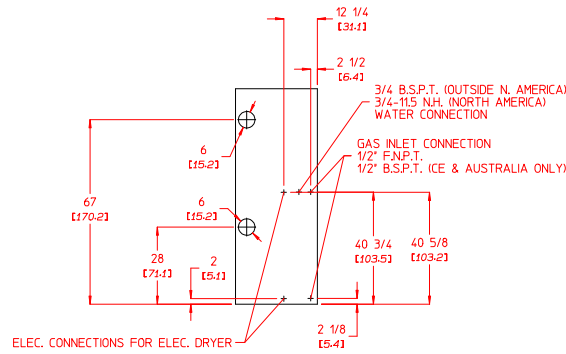 12 1/4
[31.1]
2 1/2
[6.4]
3/4 B.S.P.T. (OUTSIDE N. AMERICA)
3/4-11.5 N.H. (NORTH AMERICA)
WATER CONNECTION
GAS INLET CONNECTION
1/2" F.N.P.T.
1/2" B.S.P.T. (CE & AUSTRALIA ONLY)
6
[15.2]
67
[170.2]
6
[15.2]
28
[71.1]
2
[5.1]
40 3/4
[103.5]
40 5/8
[103.2]
2 1/8
[5.4]
ELEC. CONNECTIONS FOR ELEC. DRYER